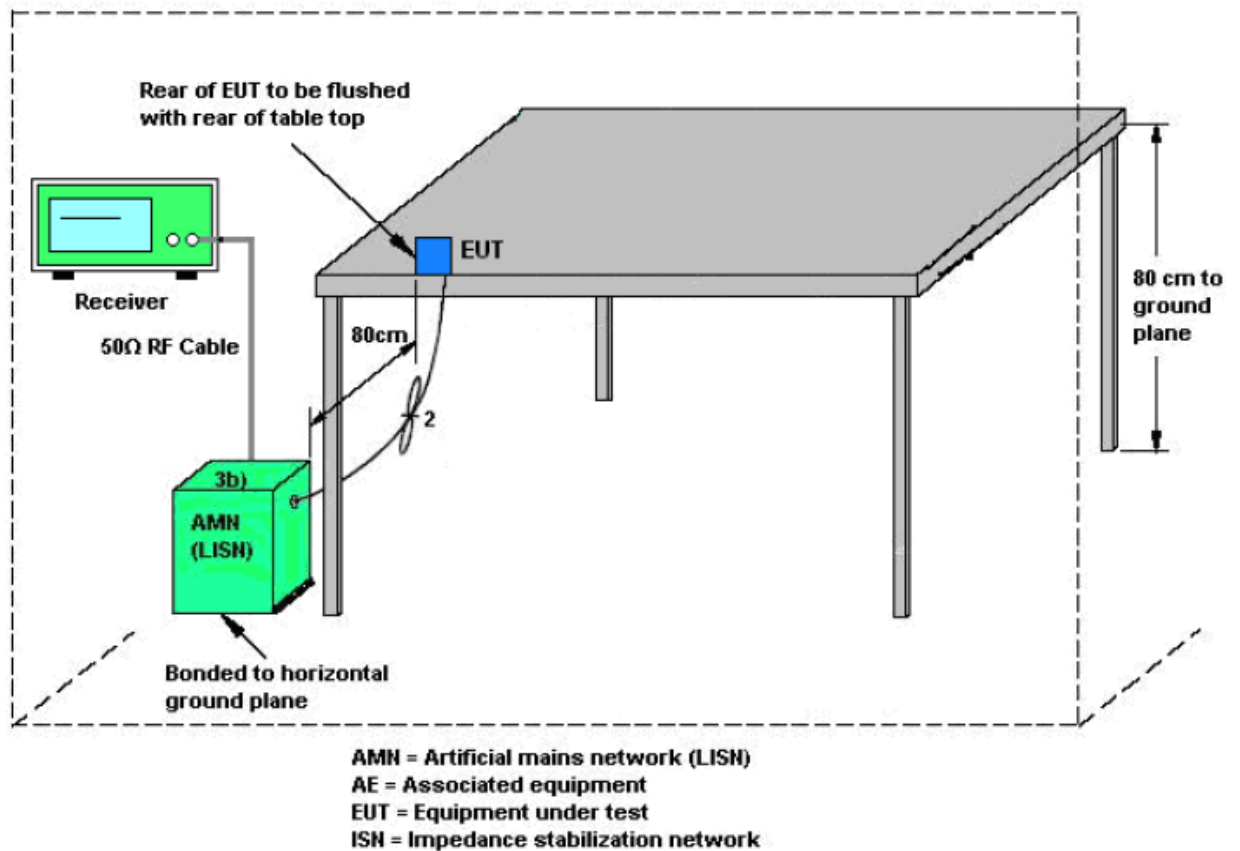 Rear of EUT to be flushed
with rear of table top
EUT
Receiver
80 cm to
ground
plane
80cm
50Ω RF Cable
2
3b)
AMN
(LISN)
Bonded to horizontal
ground plane
AMN = Artificial mains network (LISN)
AE = Associated equipment
EUT = Equipment under test
ISN = Impedance stabilization network